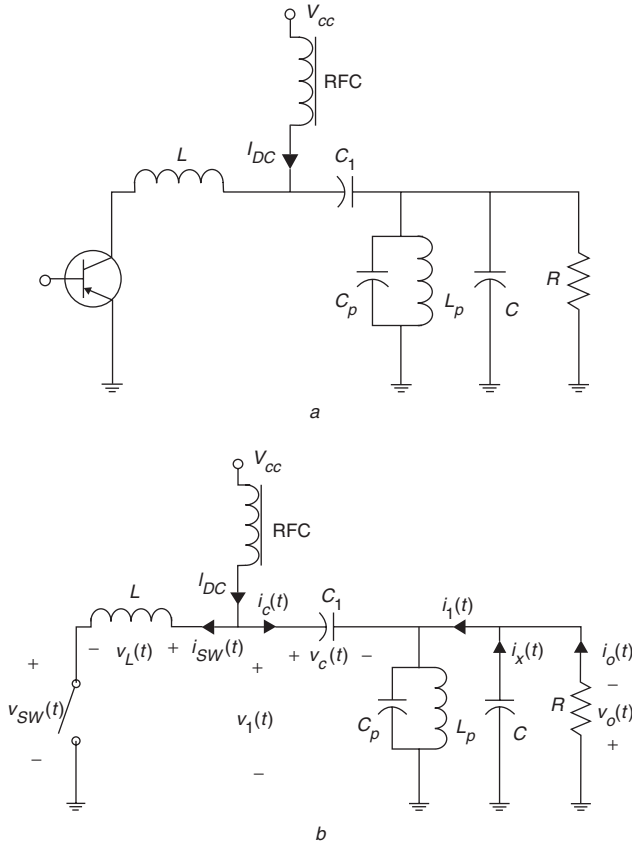 V_cc
RFC
I_DC
L
C_1
C_p
L_p
C
R
a
V_cc
RFC
I_DC
L
i_c(t)
C_1
i_1(t)
− v_L(t) +
i_SW(t)
+ v_c(t) −
i_x(t)
i_o(t)
+
v_SW(t)
−
+
v_1(t)
−
C_p
L_p
C
R
−
v_o(t)
+
b